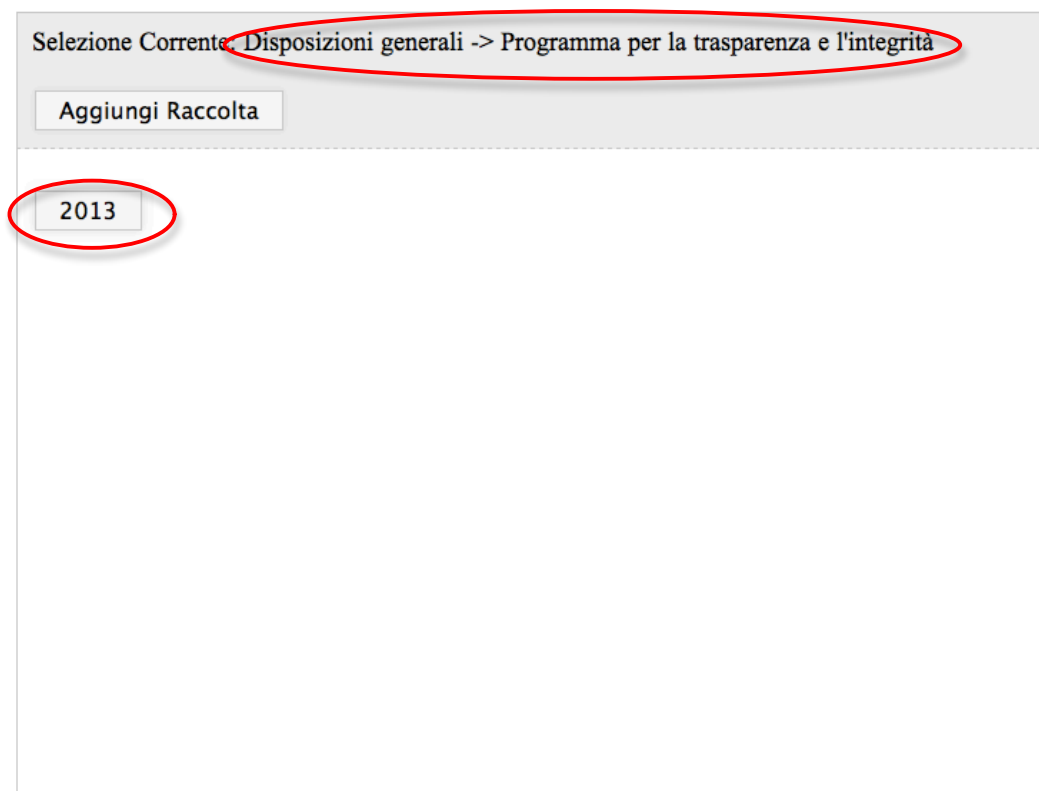 Selezione Corrente: Disposizioni generali -> Programma per la trasparenza e l'integrità
Aggiungi Raccolta
2013